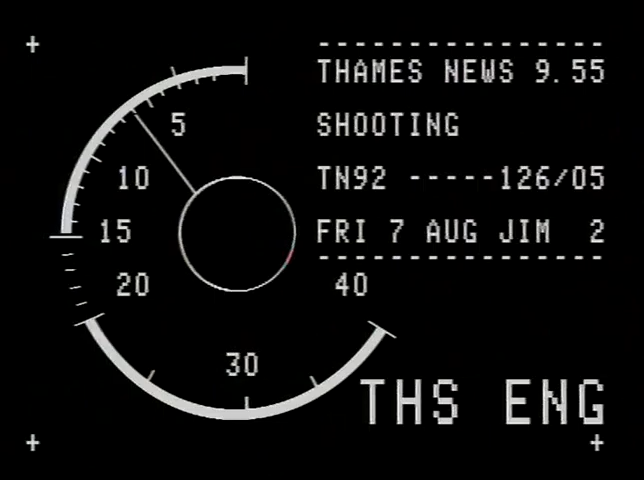 THAMES NEWS 9.55
SHOOTING
TN92 -----126/05
FRI 7 AUG JIM 2
5
10
15
20
30
40
THS ENG